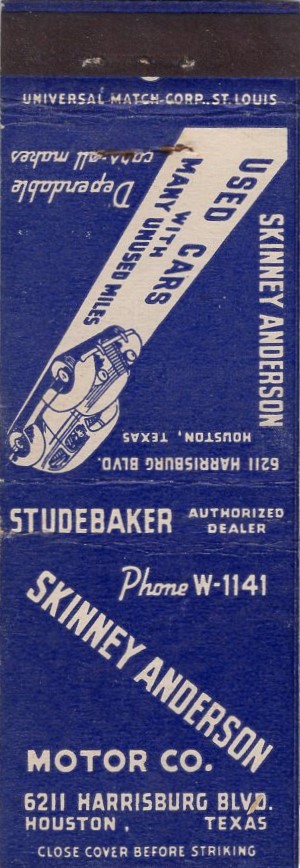 UNIVERSAL MATCH CORP., ST. LOUIS
Dependable
cars-all makes
USED CARS
WITH
MANY UNUSED MILES
SKINNEY ANDERSON
6211 HARRISBURG BLVD.
HOUSTON, TEXAS
STUDEBAKER AUTHORIZED
DEALER
Phone W-1141
SKINNEY ANDERSON
MOTOR CO.
6211 HARRISBURG BLVD.
HOUSTON, TEXAS
CLOSE COVER BEFORE STRIKING